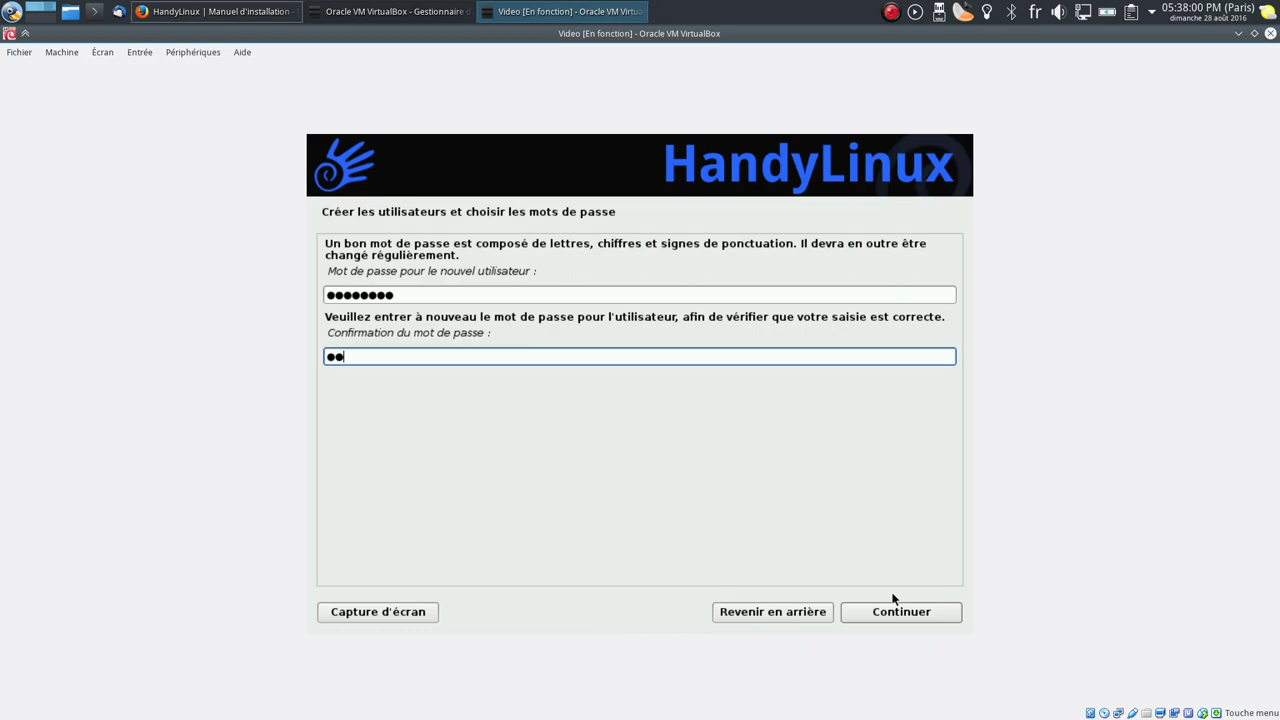 HandyLinux | Manuel d'installation -
Oracle VM VirtualBox - Gestionnaire d
Video [En fonction] - Oracle VM Virtua
fr
05:38:00 PM (Paris)
dimanche 28 août 2016
Video [En fonction] - Oracle VM VirtualBox
Fichier Machine Écran Entrée Périphériques Aide
HandyLinux
Créer les utilisateurs et choisir les mots de passe
Un bon mot de passe est composé de lettres, chiffres et signes de ponctuation. Il devra en outre être
changé régulièrement.
Mot de passe pour le nouvel utilisateur :
●●●●●●●●
Veuillez entrer à nouveau le mot de passe pour l'utilisateur, afin de vérifier que votre saisie est correcte.
Confirmation du mot de passe :
●●
Capture d'écran Revenir en arrière Continuer
Touche menu